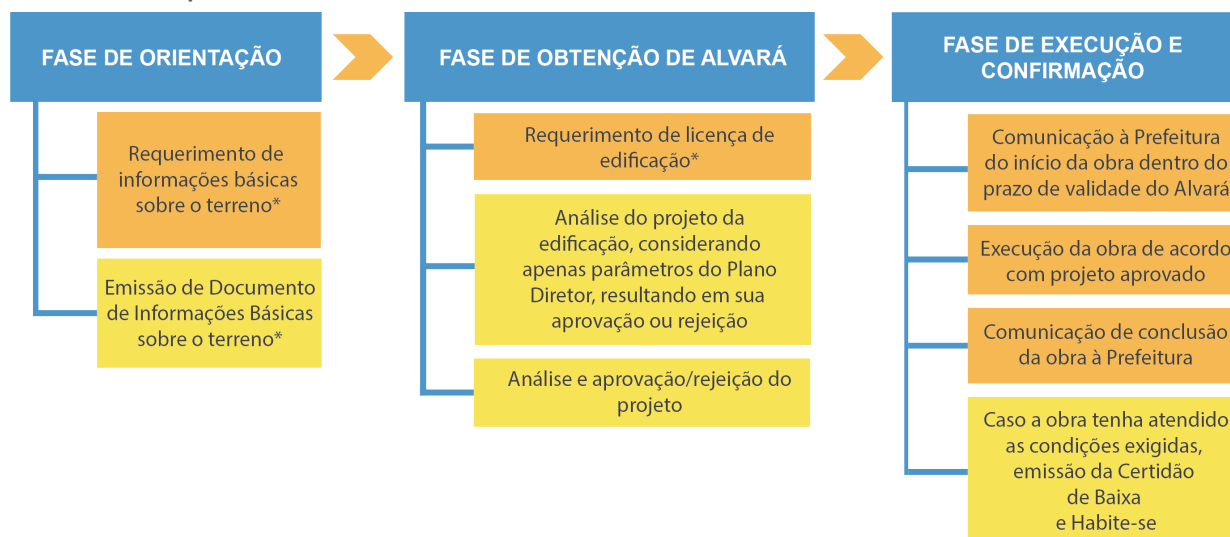 FASE DE ORIENTAÇÃO
Requerimento de
informações básicas
sobre o terreno*
Emissão de Documento
de Informações Básicas
sobre o terreno*
FASE DE OBTENÇÃO DE ALVARÁ
Requerimento de licença de
edificação*
Análise do projeto da
edificação, considerando
apenas parâmetros do Plano
Diretor, resultando em sua
aprovação ou rejeição
Análise e aprovação/rejeição do
projeto
FASE DE EXECUÇÃO E
CONFIRMAÇÃO
Comunicação à Prefeitura
do início da obra dentro do
prazo de validade do Alvará
Execução da obra de acordo
com projeto aprovado
Comunicação de conclusão
da obra à Prefeitura
Caso a obra tenha atendido
as condições exigidas,
emissão da Certidão
de Baixa
e Habite-se